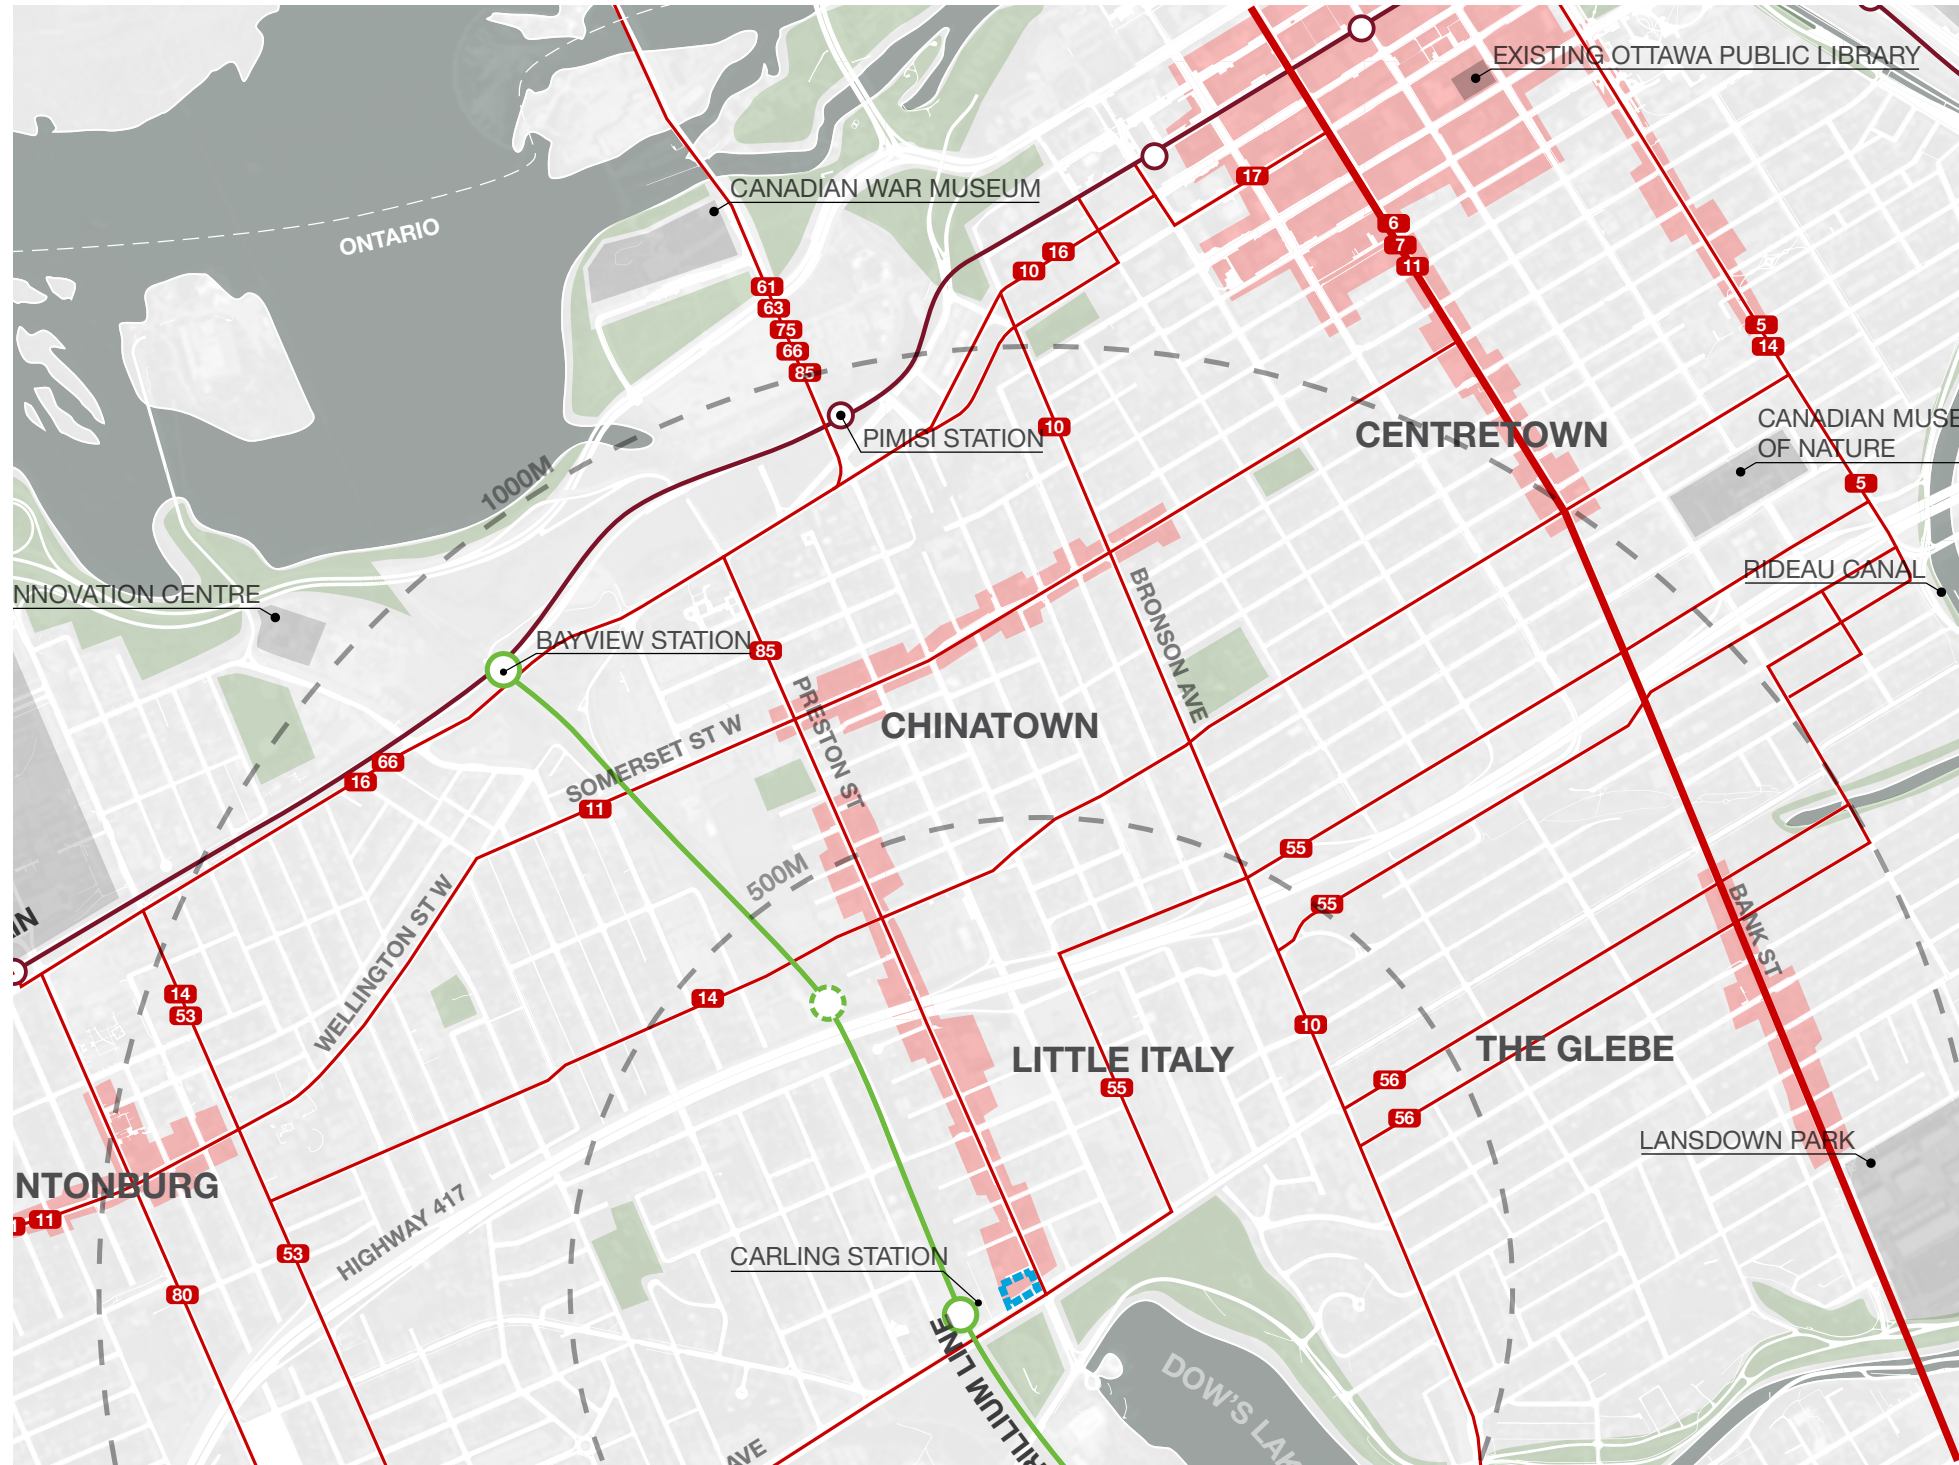 EXISTING OTTAWA PUBLIC LIBRARY
17
CANADIAN WAR MUSEUM
ONTARIO
6
7
11
16
10
61
63
75
66
85
5
14
10
PIMISI STATION
CENTRETOWN
CANADIAN MUSE
OF NATURE
1000M
5
RIDEAU CANAL
NNOVATION CENTRE
BAYVIEW STATION
85
BRONSON AVE
PRESTON ST
CHINATOWN
SOMERSET ST W
66
16
11
55
500M
55
WELLINGTON ST W
BANK ST
IN
14
53
14
10
LITTLE ITALY
THE GLEBE
55
56
56
LANSDOWN PARK
NTONBURG
11
HIGHWAY 417
53
CARLING STATION
80
RILLIUM LINE
DOW'S LAK
AVE